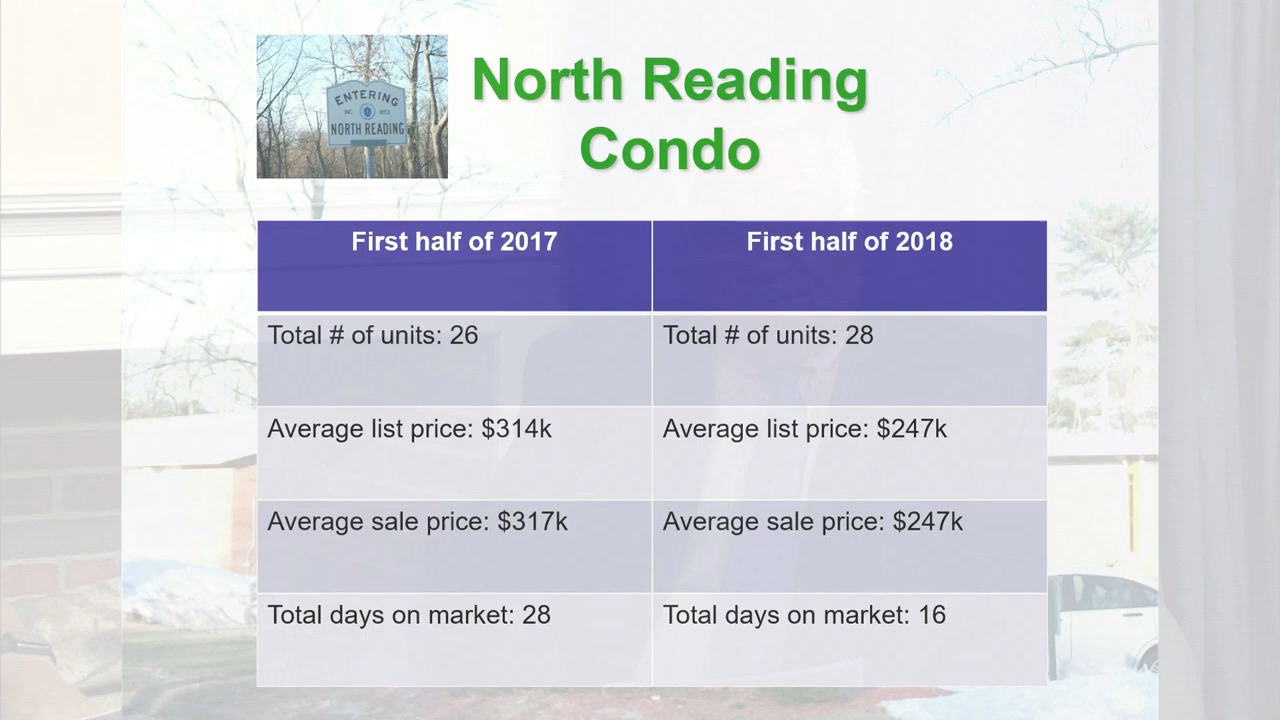 ENTERING
INC. 1853
NORTH READING
North Reading
Condo
First half of 2017
First half of 2018
Total # of units: 26
Total # of units: 28
Average list price: $314k
Average list price: $247k
Average sale price: $317k
Average sale price: $247k
Total days on market: 28
Total days on market: 16